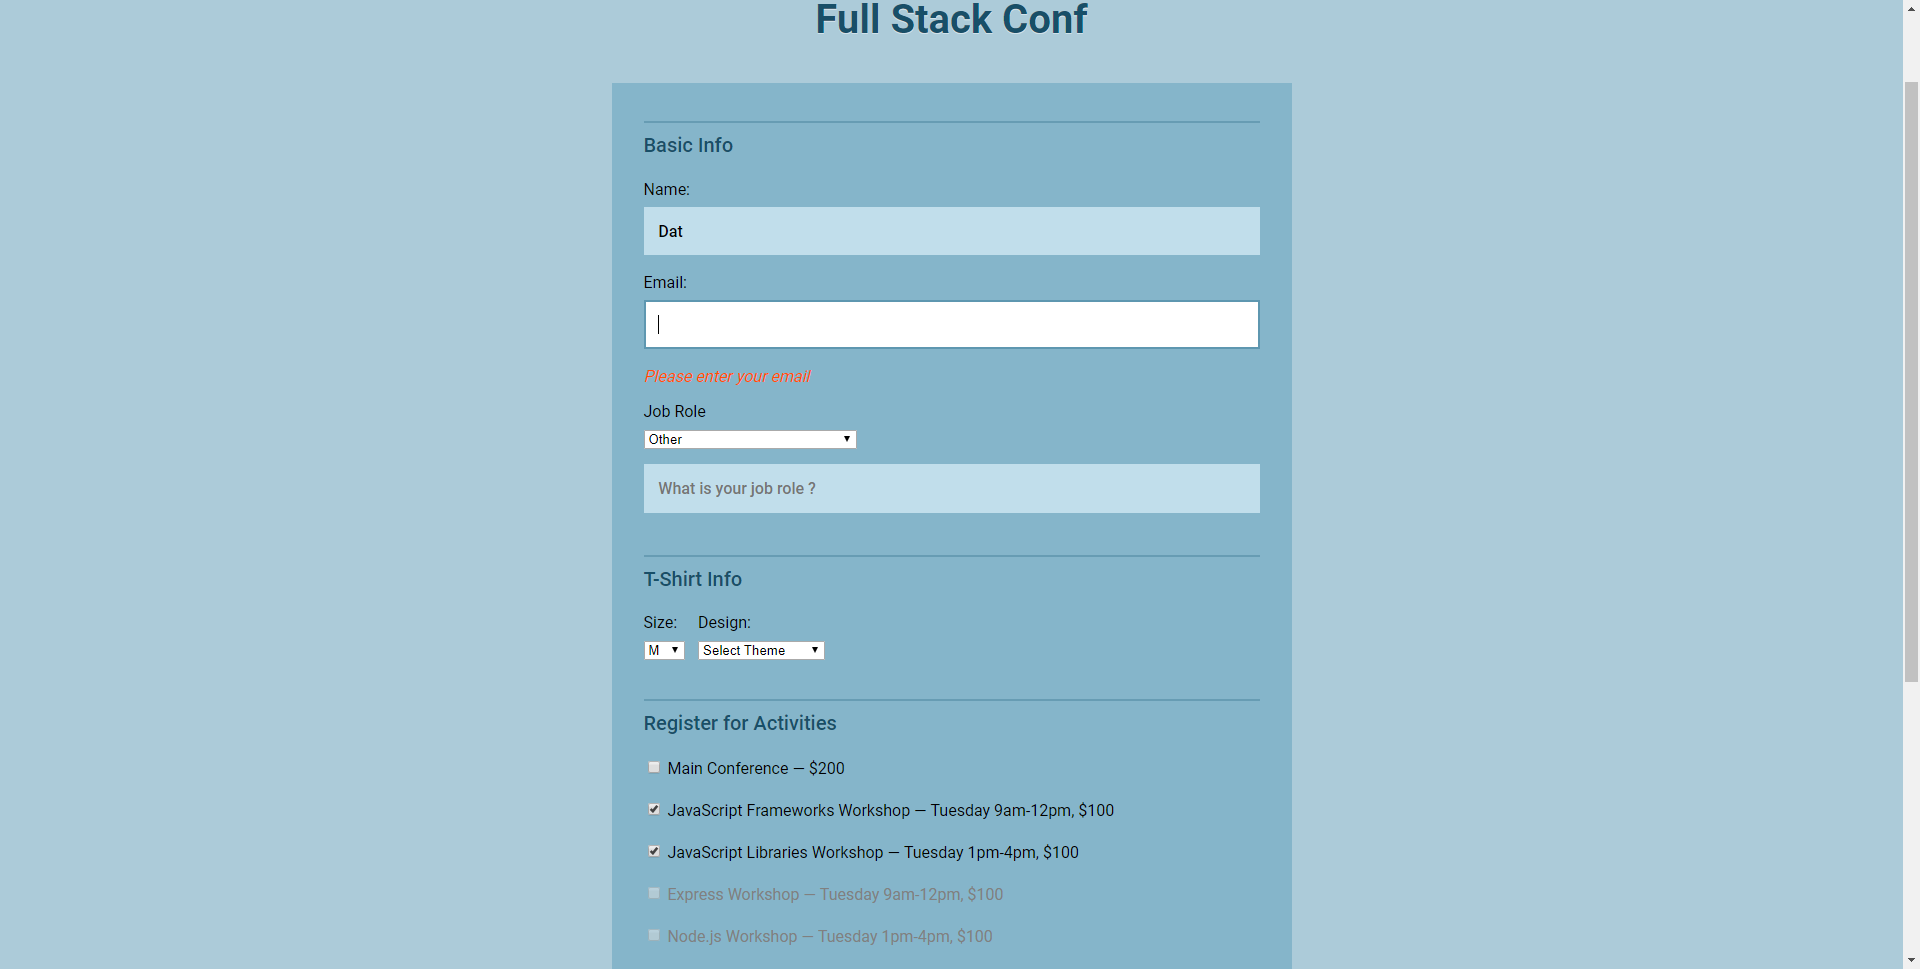 Full Stack Conf
Basic Info
Name:
Dat
Email:
Please enter your email
Job Role
Other
What is your job role ?
T-Shirt Info
Size: Design:
M Select Theme
Register for Activities
Main Conference — $200
JavaScript Frameworks Workshop — Tuesday 9am-12pm, $100
JavaScript Libraries Workshop — Tuesday 1pm-4pm, $100
Express Workshop — Tuesday 9am-12pm, $100
Node.js Workshop — Tuesday 1pm-4pm, $100